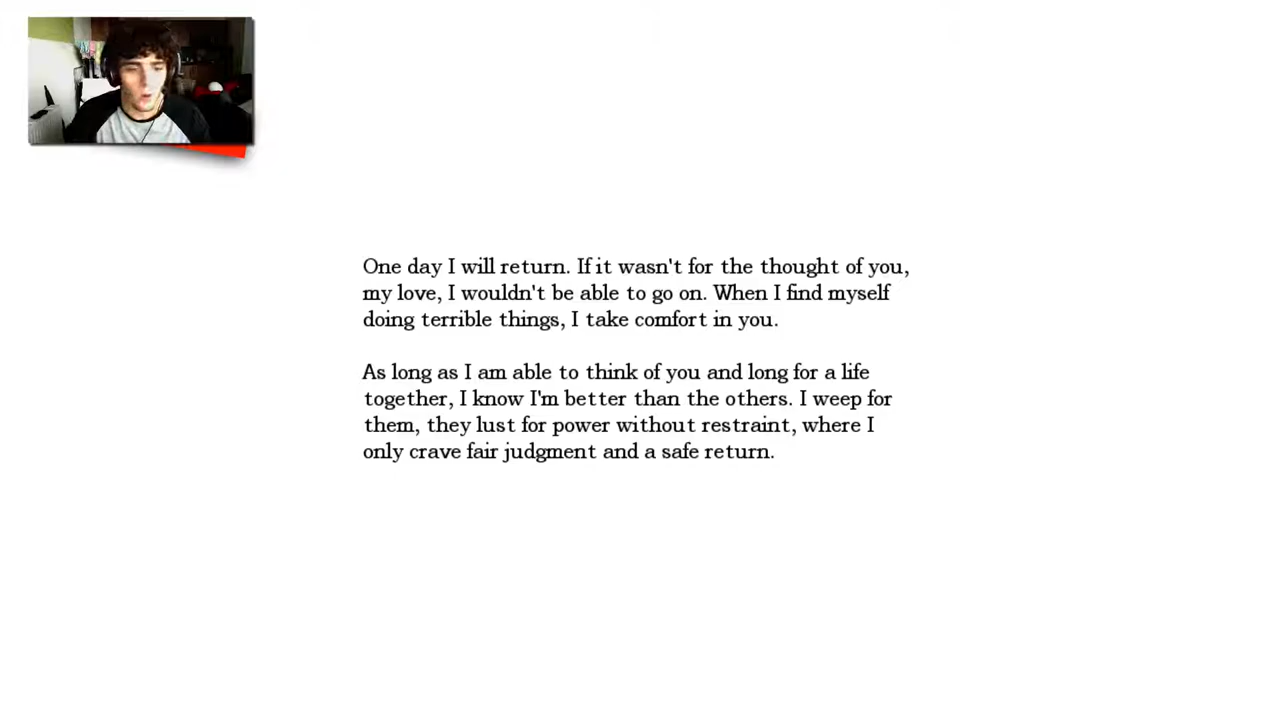 One day I will return. If it wasn't for the thought of you,
my love, I wouldn't be able to go on. When I find myself
doing terrible things, I take comfort in you.
As long as I am able to think of you and long for a life
together, I know I'm better than the others. I weep for
them, they lust for power without restraint, where I
only crave fair judgment and a safe return.